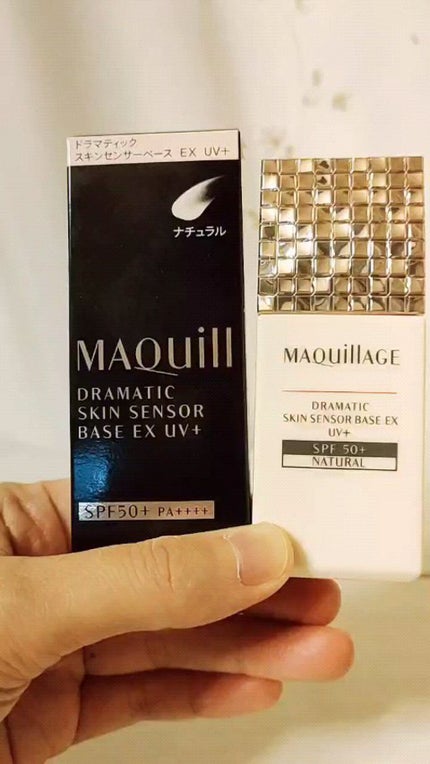 ドラマティック
スキンセンサーベース EX UV+
ナチュラル
MAQuill
DRAMATIC
SKIN SENSOR
BASE EX UV+
SPF50+ PA++++
MAQuillAGE
DRAMATIC
SKIN SENSOR BASE EX
UV+
SPF 50+
NATURAL